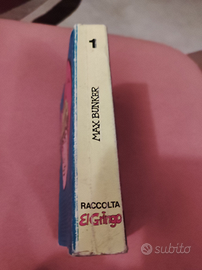 1
MAX BUNKER
RACCOLTA
El Gringo
subito